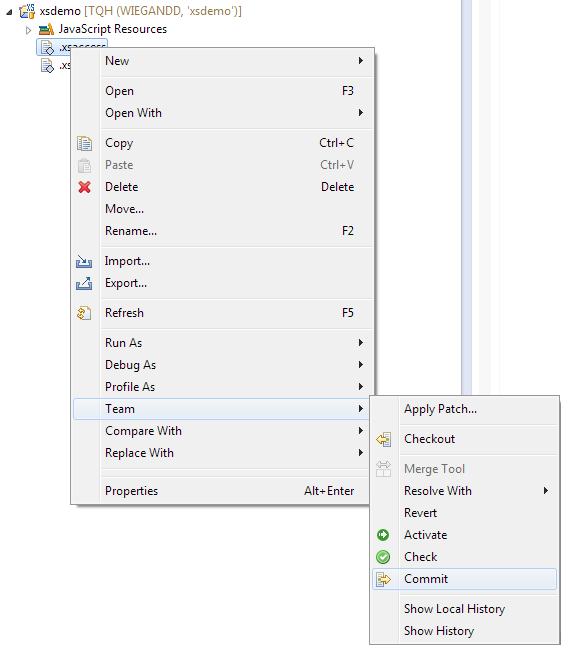 xsdemo [TQH (WIEGANDD, 'xsdemo')]
JavaScript Resources
.xsaccess
.xs
New
Open F3
Open With
Copy Ctrl+C
Paste Ctrl+V
Delete Delete
Move...
Rename... F2
Import...
Export...
Refresh F5
Run As
Debug As
Profile As
Team
Compare With
Replace With
Properties Alt+Enter
Apply Patch...
Checkout
Merge Tool
Resolve With
Revert
Activate
Check
Commit
Show Local History
Show History